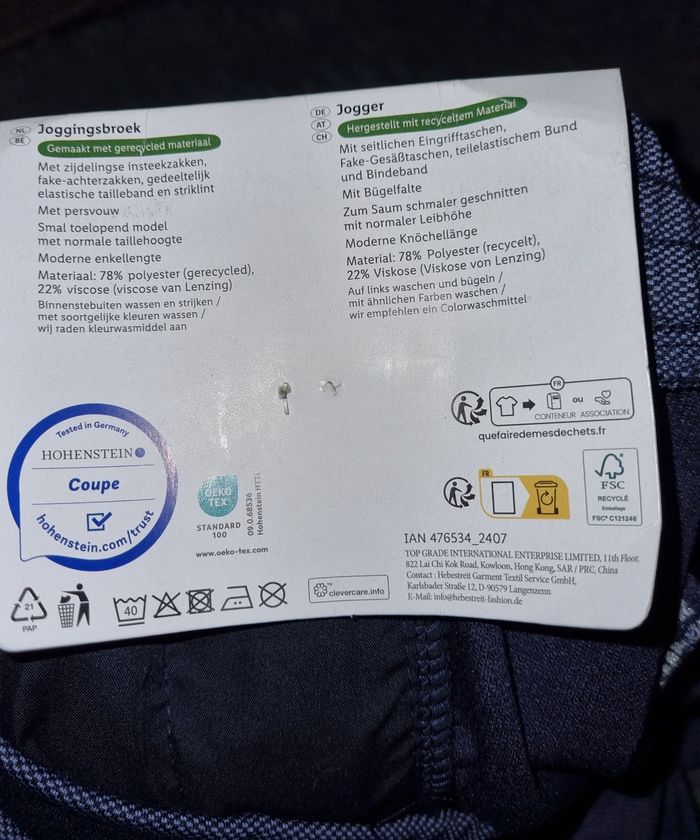 NL
BE
Joggingsbroek
Gemaakt met gerecycled materiaal
Met zijdelingse insteekzakken,
fake-achterzakken, gedeeltelijk
elastische tailleband en striklint
Met persvouw
Smal toelopend model
met normale taillehoogte
Moderne enkellengte
Materiaal: 78% polyester (gerecycled),
22% viscose (viscose van Lenzing)
Binnenstebuiten wassen en strijken /
met soortgelijke kleuren wassen /
wij raden kleurwasmiddel aan
DE
AT
CH
Jogger
Hergestellt mit recyceltem Material
Mit seitlichen Eingrifftaschen,
Fake-Gesäßtaschen, teilelastischem Bund
und Bindeband
Mit Bügelfalte
Zum Saum schmaler geschnitten
mit normaler Leibhöhe
Moderne Knöchellänge
Material: 78% Polyester (recycelt),
22% Viskose (Viskose von Lenzing)
Auf links waschen und bügeln /
mit ähnlichen Farben waschen /
wir empfehlen ein Colorwaschmittel
Tested in Germany
HOHENSTEIN
Coupe
hohenstein.com/trust
OEKO
TEX
STANDARD
100
09.0.68536
Hohenstein HTTI
www.oeko-tex.com
FR
ou
CONTENEUR ASSOCIATION
quefairedemesdechets.fr
FR
FSC
RECYCLÉ
Emballage
FSC® C121246
IAN 476534_2407
TOP GRADE INTERNATIONAL ENTERPRISE LIMITED, 11th Floor,
822 Lai Chi Kok Road, Kowloon, Hong Kong, SAR / PRC, China
Contact : Hebestreit Garment Textil Service GmbH,
Karlsbader Straße 12, D-90579 Langenzenn
E-Mail: info@hebestreit-fashion.de
21
PAP
40
clevercare.info